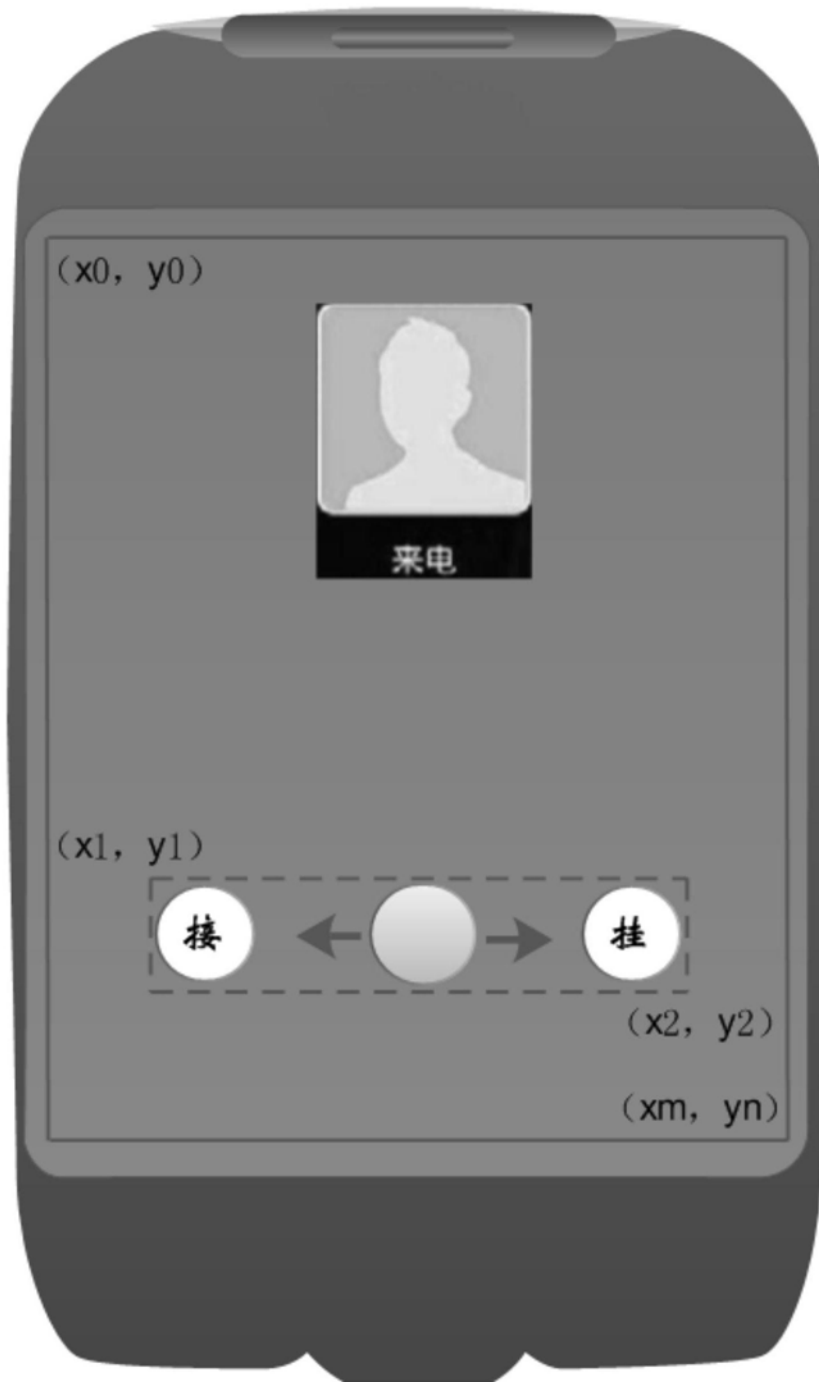 （x0，y0）
来电
（x1，y1）
接
挂
（x2，y2）
（xm，yn）